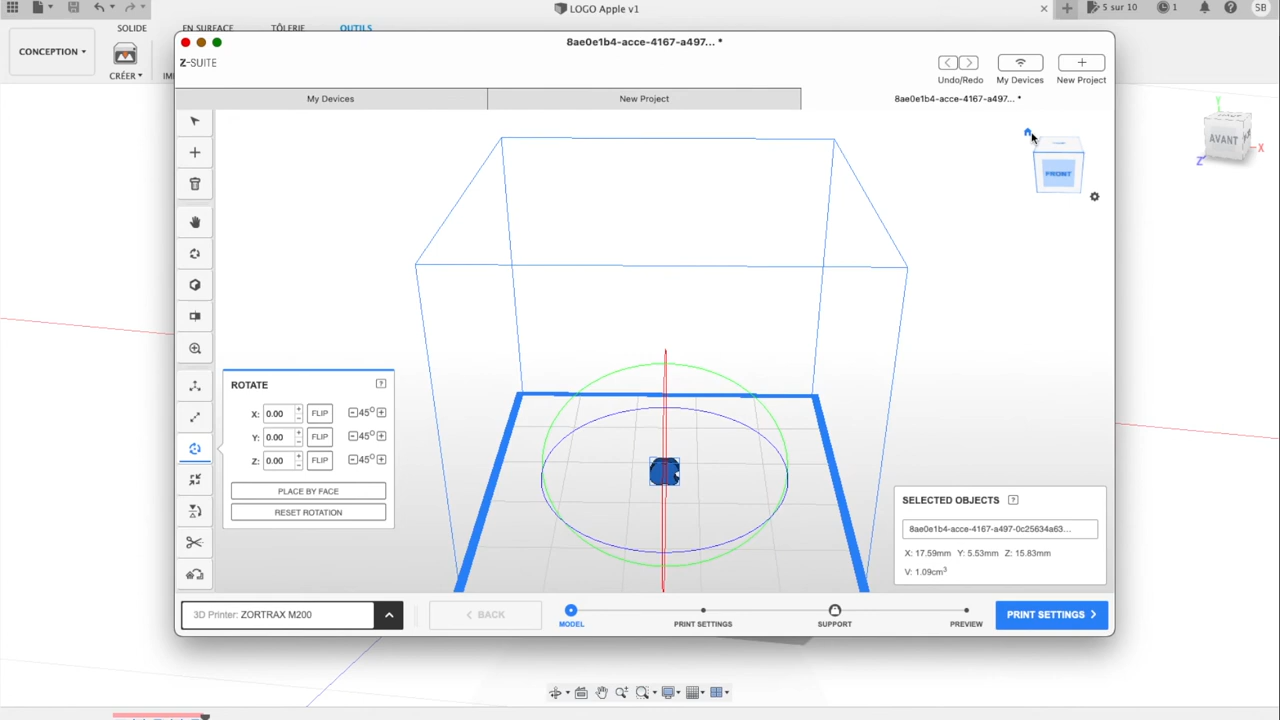 LOGO Apple v1
5 sur 10
1
SB
SOLIDE
EN SURFACE
TÔLERIE
OUTILS
CONCEPTION
CRÉER
8ae0e1b4-acce-4167-a497... *
Z-SUITE
Undo/Redo
My Devices
New Project
My Devices
New Project
8ae0e1b4-acce-4167-a497... *
FRONT
Y
AVANT
X
Z
ROTATE
?
X: 0.00 FLIP 45°
Y: 0.00 FLIP 45°
Z: 0.00 FLIP 45°
PLACE BY FACE
RESET ROTATION
SELECTED OBJECTS ?
8ae0e1b4-acce-4167-a497-0c25634a63...
X: 17.59mm Y: 5.53mm Z: 15.83mm
V: 1.09cm³
3D Printer: ZORTRAX M200
BACK
MODEL
PRINT SETTINGS
SUPPORT
PREVIEW
PRINT SETTINGS